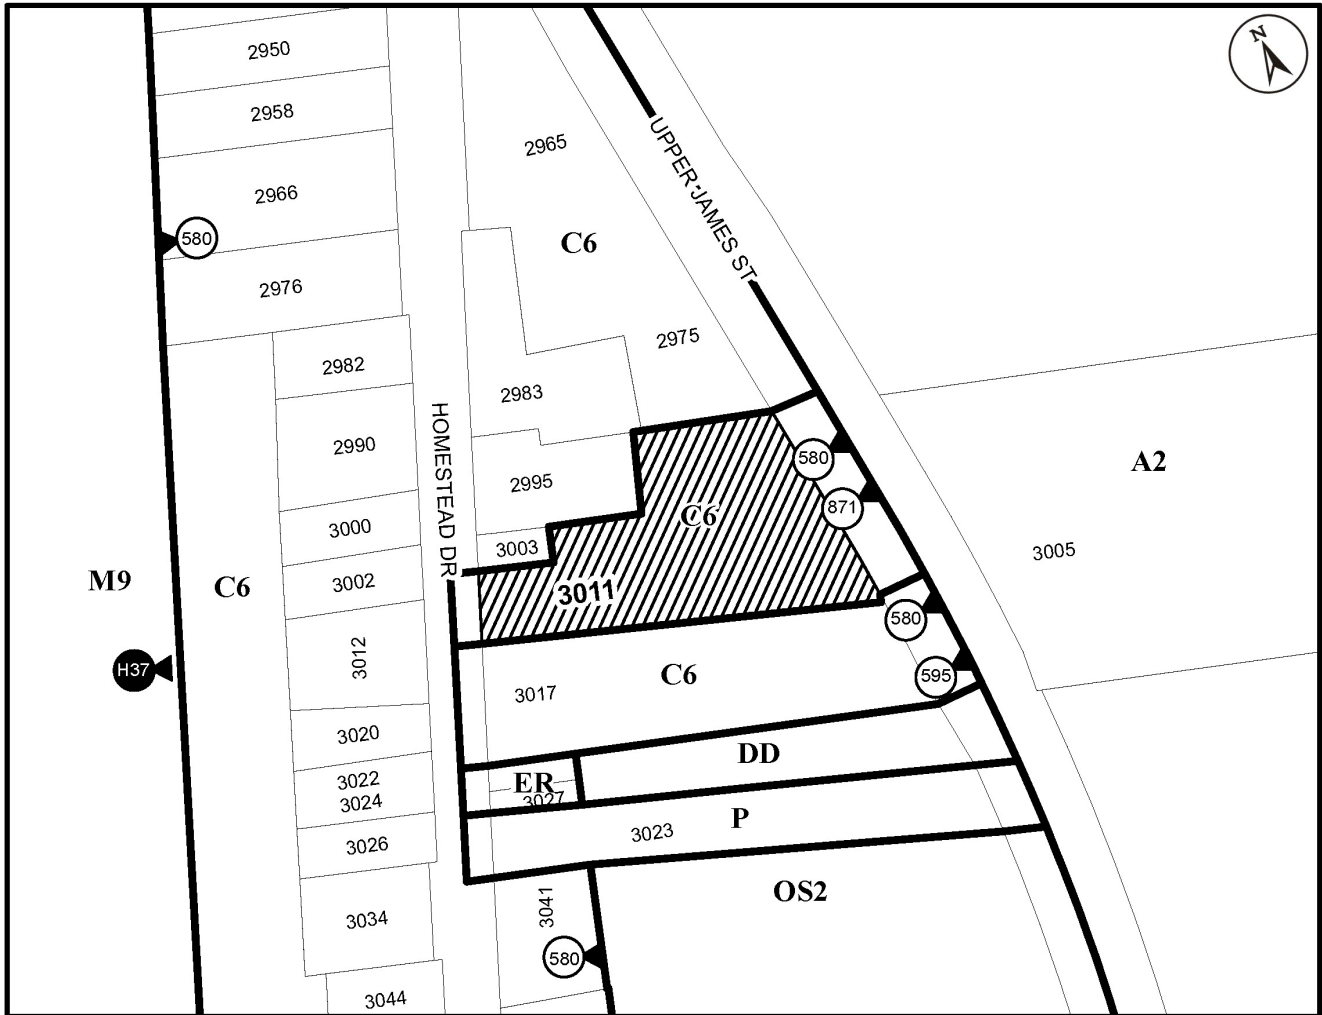 N
2950
2958
2965
UPPER JAMES ST
2966
580
C6
2976
2975
2982
2983
HOMESTEAD DR
2990
580
A2
2995
871
C6
3000
3003
3005
M9
C6
3002
3011
580
3012
H37
C6
595
3017
3020
DD
3022
ER
3024
3027
P
3023
3026
OS2
3034
3041
580
3044